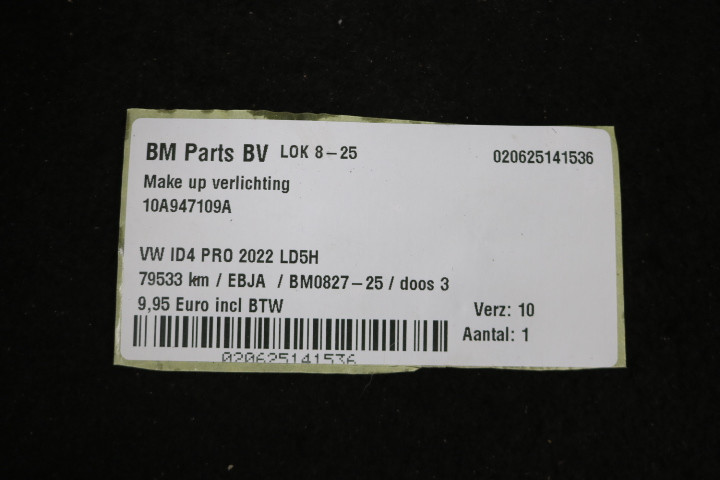 BM Parts BV LOK 8-25 020625141536
Make up verlichting
10A947109A
VW ID4 PRO 2022 LD5H
79533 km / EBJA / BM0827-25 / doos 3
9,95 Euro incl BTW Verz: 10
Aantal: 1
020625141536